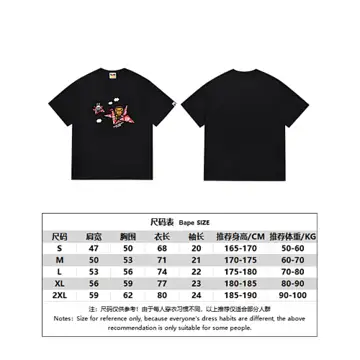 尺码表 Bape SIZE
尺码 肩宽 胸围 衣长 袖长 推荐身高/CM 推荐体重/KG
S 47 50 68 20 165-170 50-60
M 50 53 71 21 170-175 60-70
L 53 56 74 22 175-180 70-80
XL 56 59 77 23 180-185 80-90
2XL 59 62 80 24 185-190 90-100
注：尺码仅供参考！由于每人穿衣习惯不同，以上推荐仅适合部分人群
Notes: Size for reference only, because everyone's dress habits are different, the above
recommendation is only suitable for some people.